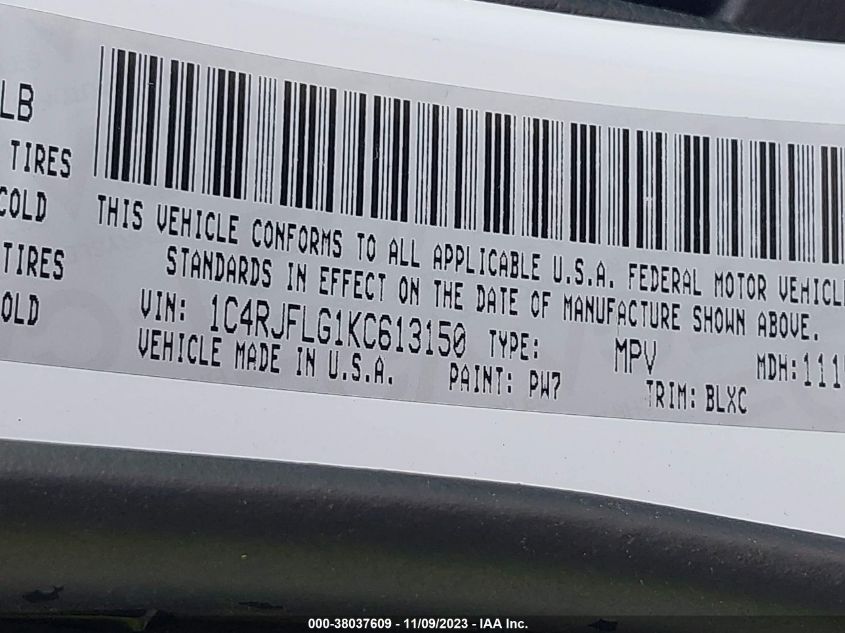 LB
TIRES
COLD
TIRES
OLD
THIS VEHICLE CONFORMS TO ALL APPLICABLE U.S.A. FEDERAL MOTOR VEHICL
STANDARDS IN EFFECT ON THE DATE OF MANUFACTURE SHOWN ABOVE.
VIN: 1C4RJFLG1KC613150 TYPE: MPV MDH: 111
VEHICLE MADE IN U.S.A. PAINT: PW7 TRIM: BLXC
000-38037609 - 11/09/2023 - IAA Inc.